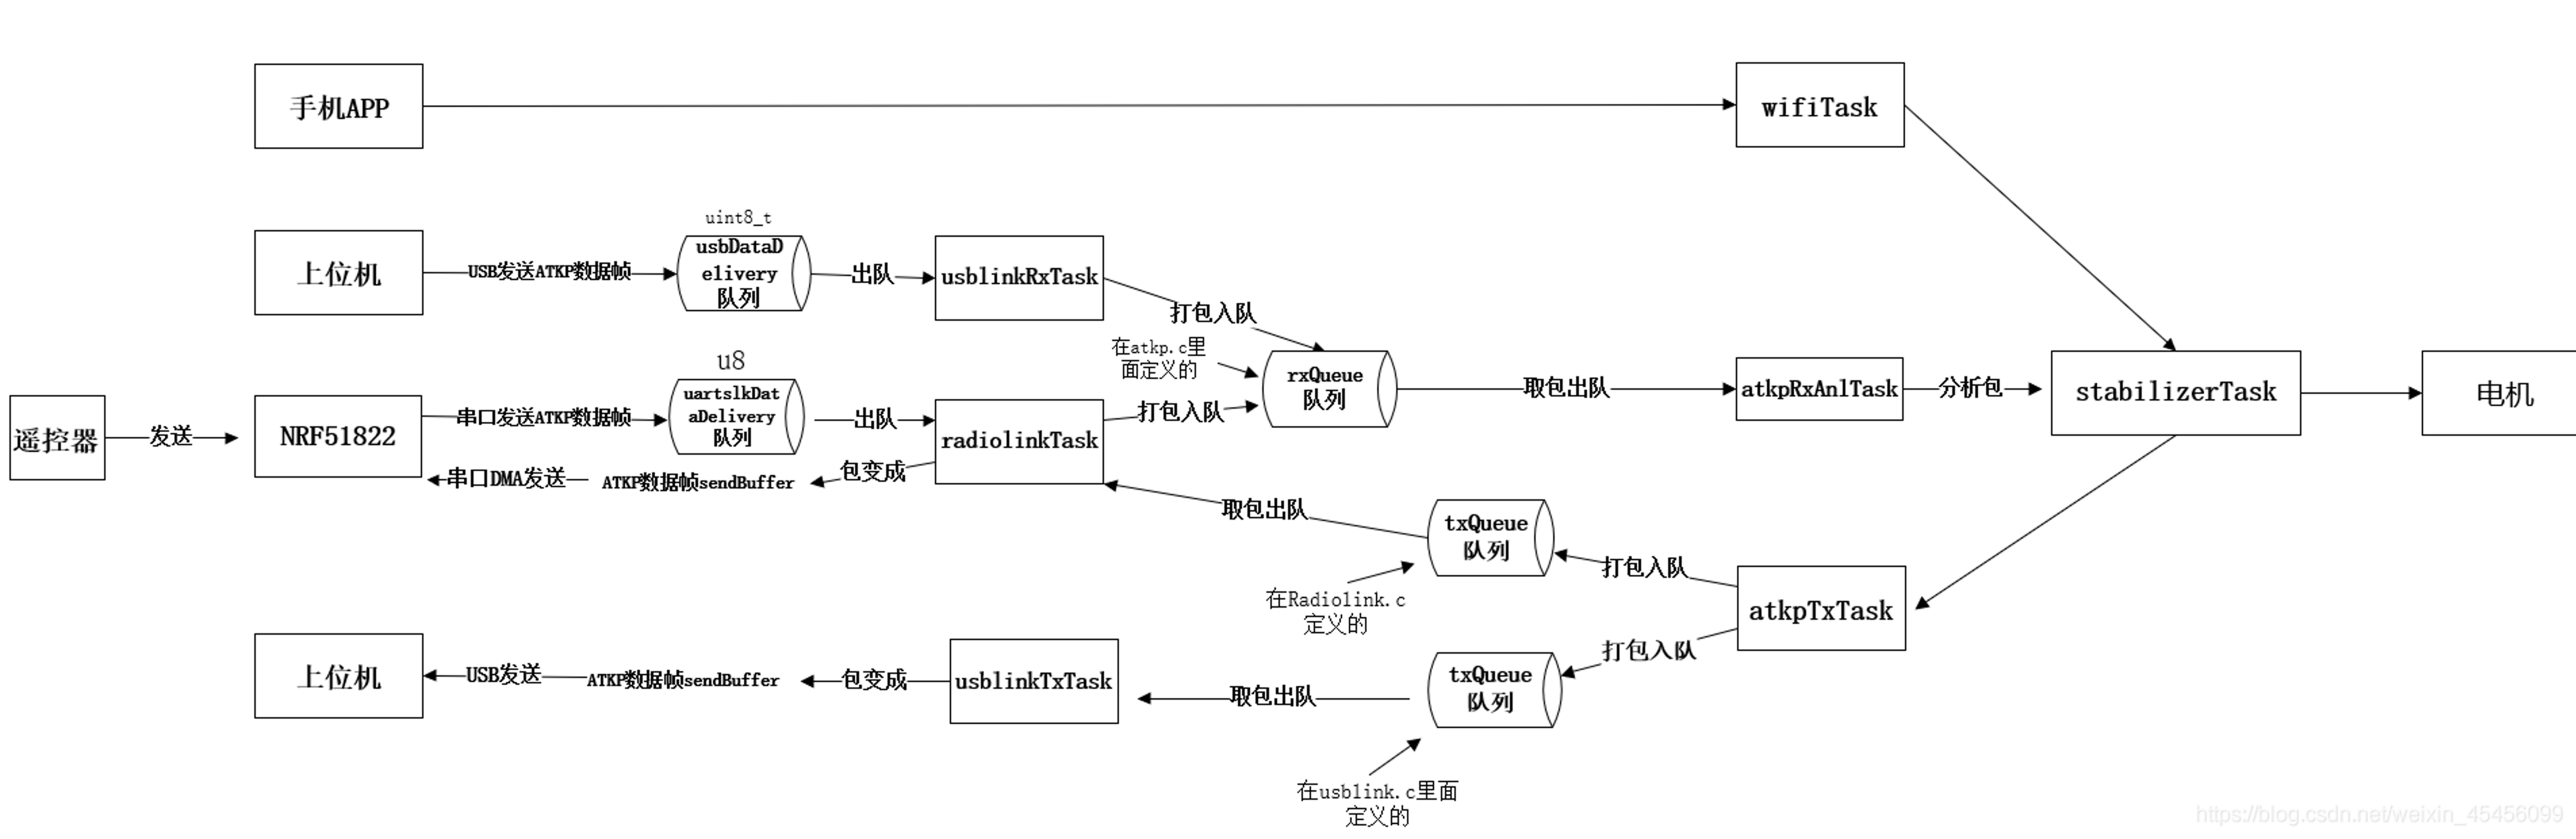 手机APP
wifiTask
上位机
USB发送ATKP数据帧
uint8_t
usbDataD
elivery
队列
出队
usblinkRxTask
打包入队
在atkp.c里
面定义的
rxQueue
队列
取包出队
atkpRxAnlTask
分析包
stabilizerTask
电机
遥控器
发送
NRF51822
串口发送ATKP数据帧
u8
uartslkDat
aDelivery
队列
出队
radiolinkTask
打包入队
串口DMA发送
ATKP数据帧sendBuffer
包变成
取包出队
txQueue
队列
在Radiolink.c
定义的
打包入队
atkpTxTask
打包入队
上位机
USB发送
ATKP数据帧sendBuffer
包变成
usblinkTxTask
取包出队
txQueue
队列
在usblink.c里面
定义的
https://blog.csdn.net/weixin_45456099